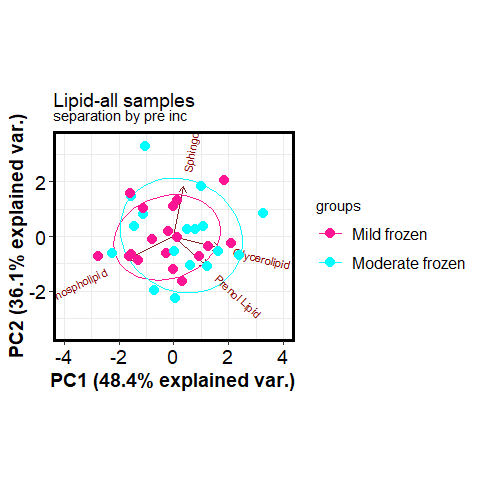 Lipid-all samples
separation by pre inc
PC2 (36.1% explained var.)
2
0
-2
Sphingo
Glycerolipid
Prenol Lipid
hospholipid
-4
-2
0
2
4
PC1 (48.4% explained var.)
groups
Mild frozen
Moderate frozen